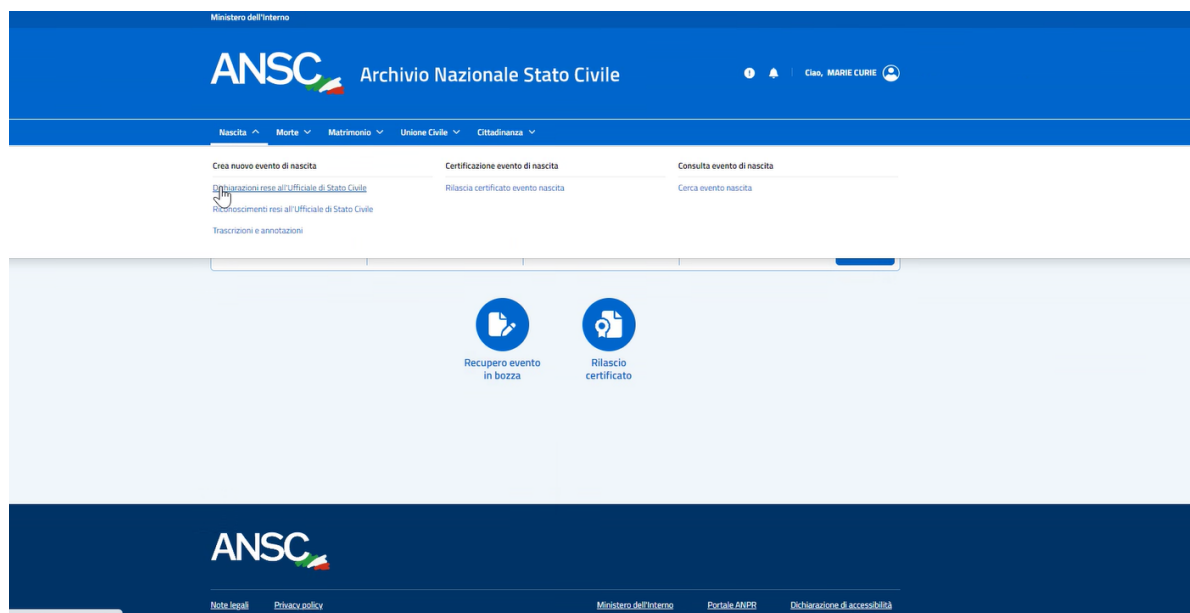 Ministero dell'Interno
ANSC Archivio Nazionale Stato Civile
Ciao, MARIE CURIE
Nascita Morte Matrimonio Unione Civile Cittadinanza
Crea nuovo evento di nascita Certificazione evento di nascita Consulta evento di nascita
Dichiarazioni rese all'Ufficiale di Stato Civile Rilascia certificato evento nascita Cerca evento nascita
Riconoscimenti resi all'Ufficiale di Stato Civile
Trascrizioni e annotazioni
Recupero evento in bozza
Rilascio certificato
ANSC
Note legali Privacy policy Ministero dell'Interno Portale ANPR Dichiarazione di accessibilità